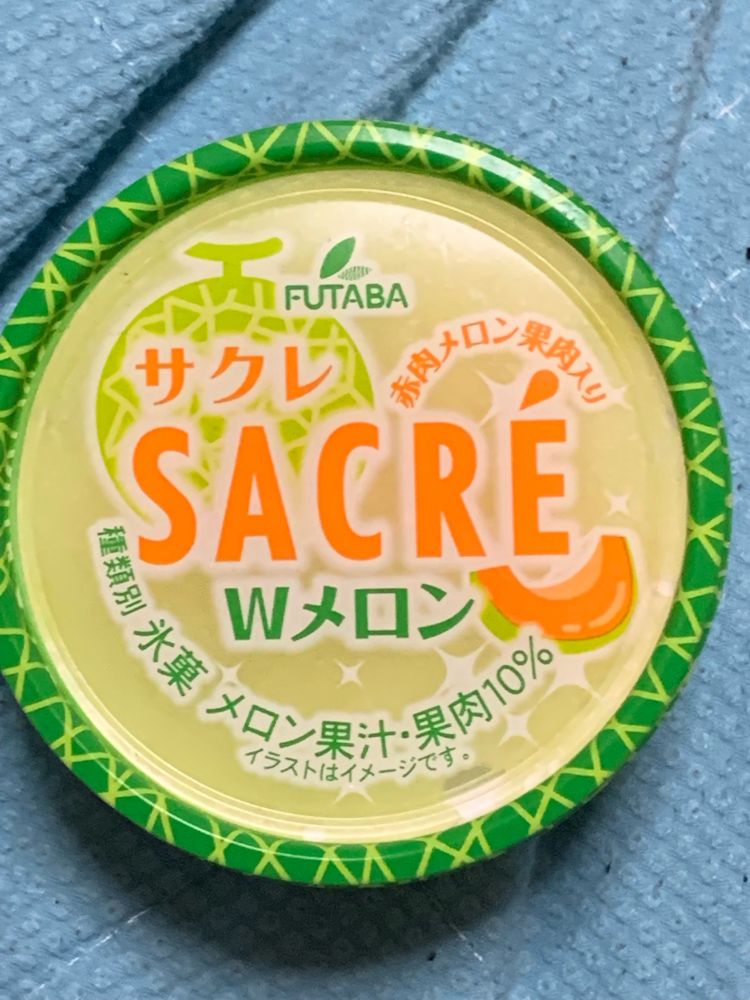 FUTABA
サクレ
赤肉メロン果肉入り
SACRÉ
Wメロン
種類別 氷菓 メロン果汁・果肉10%
イラストはイメージです。